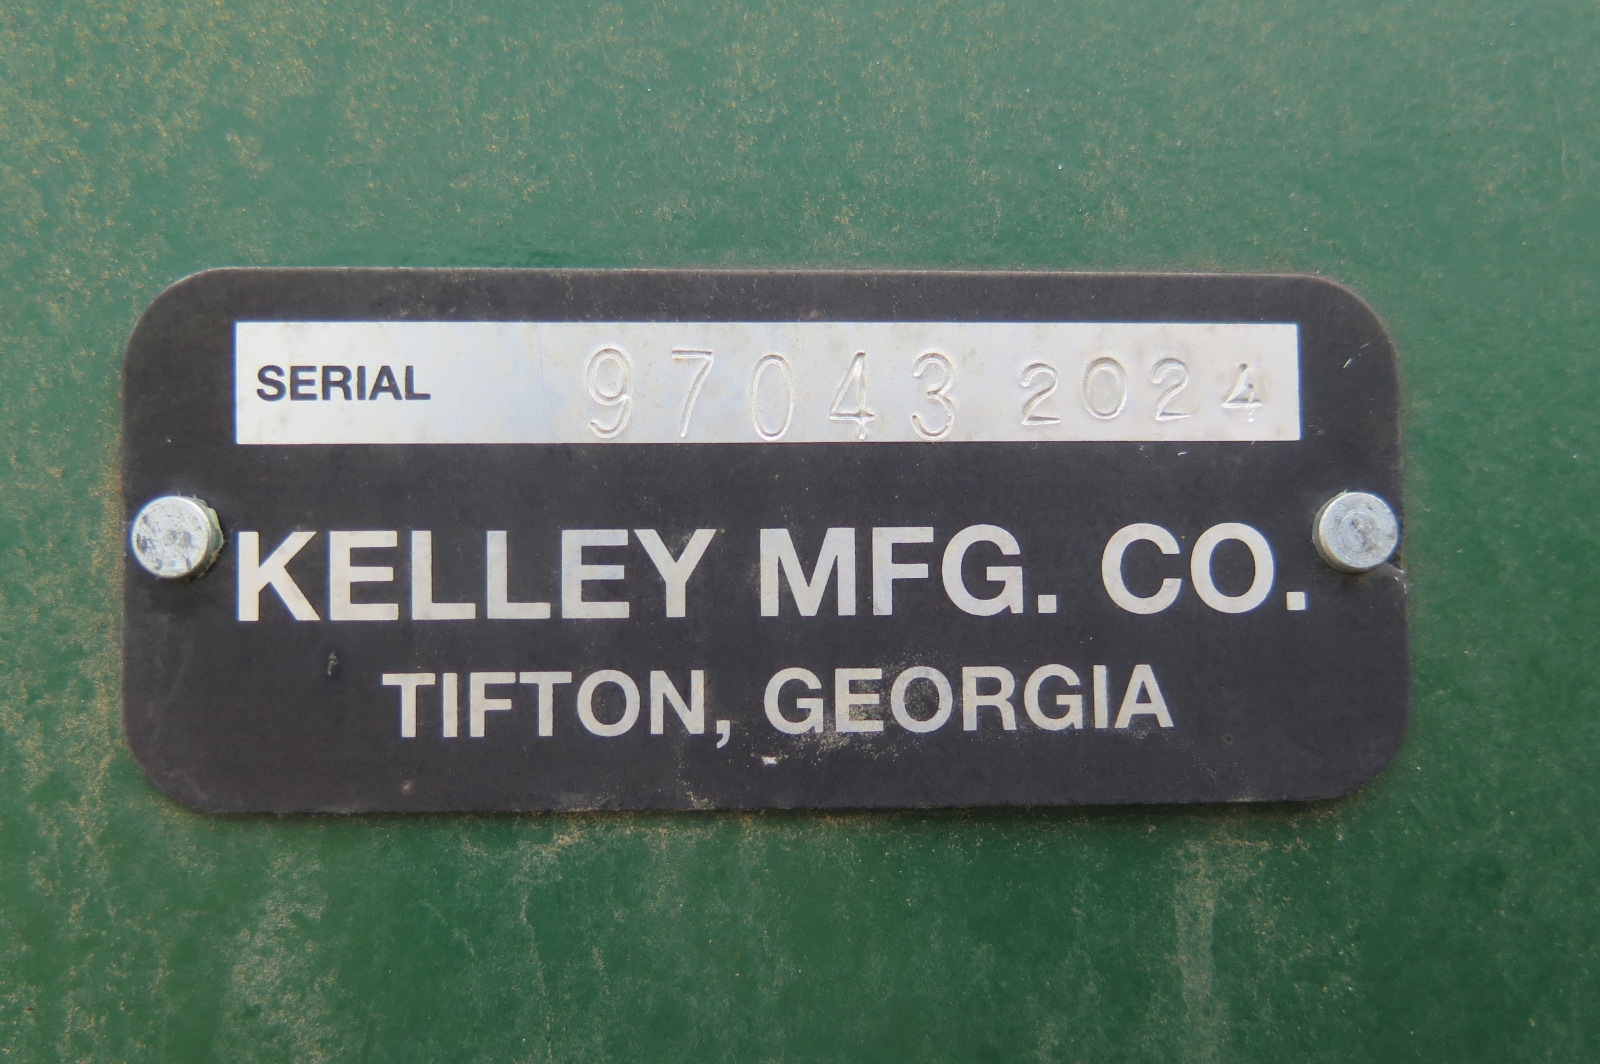 SERIAL 97043 2024
KELLEY MFG. CO.
TIFTON, GEORGIA